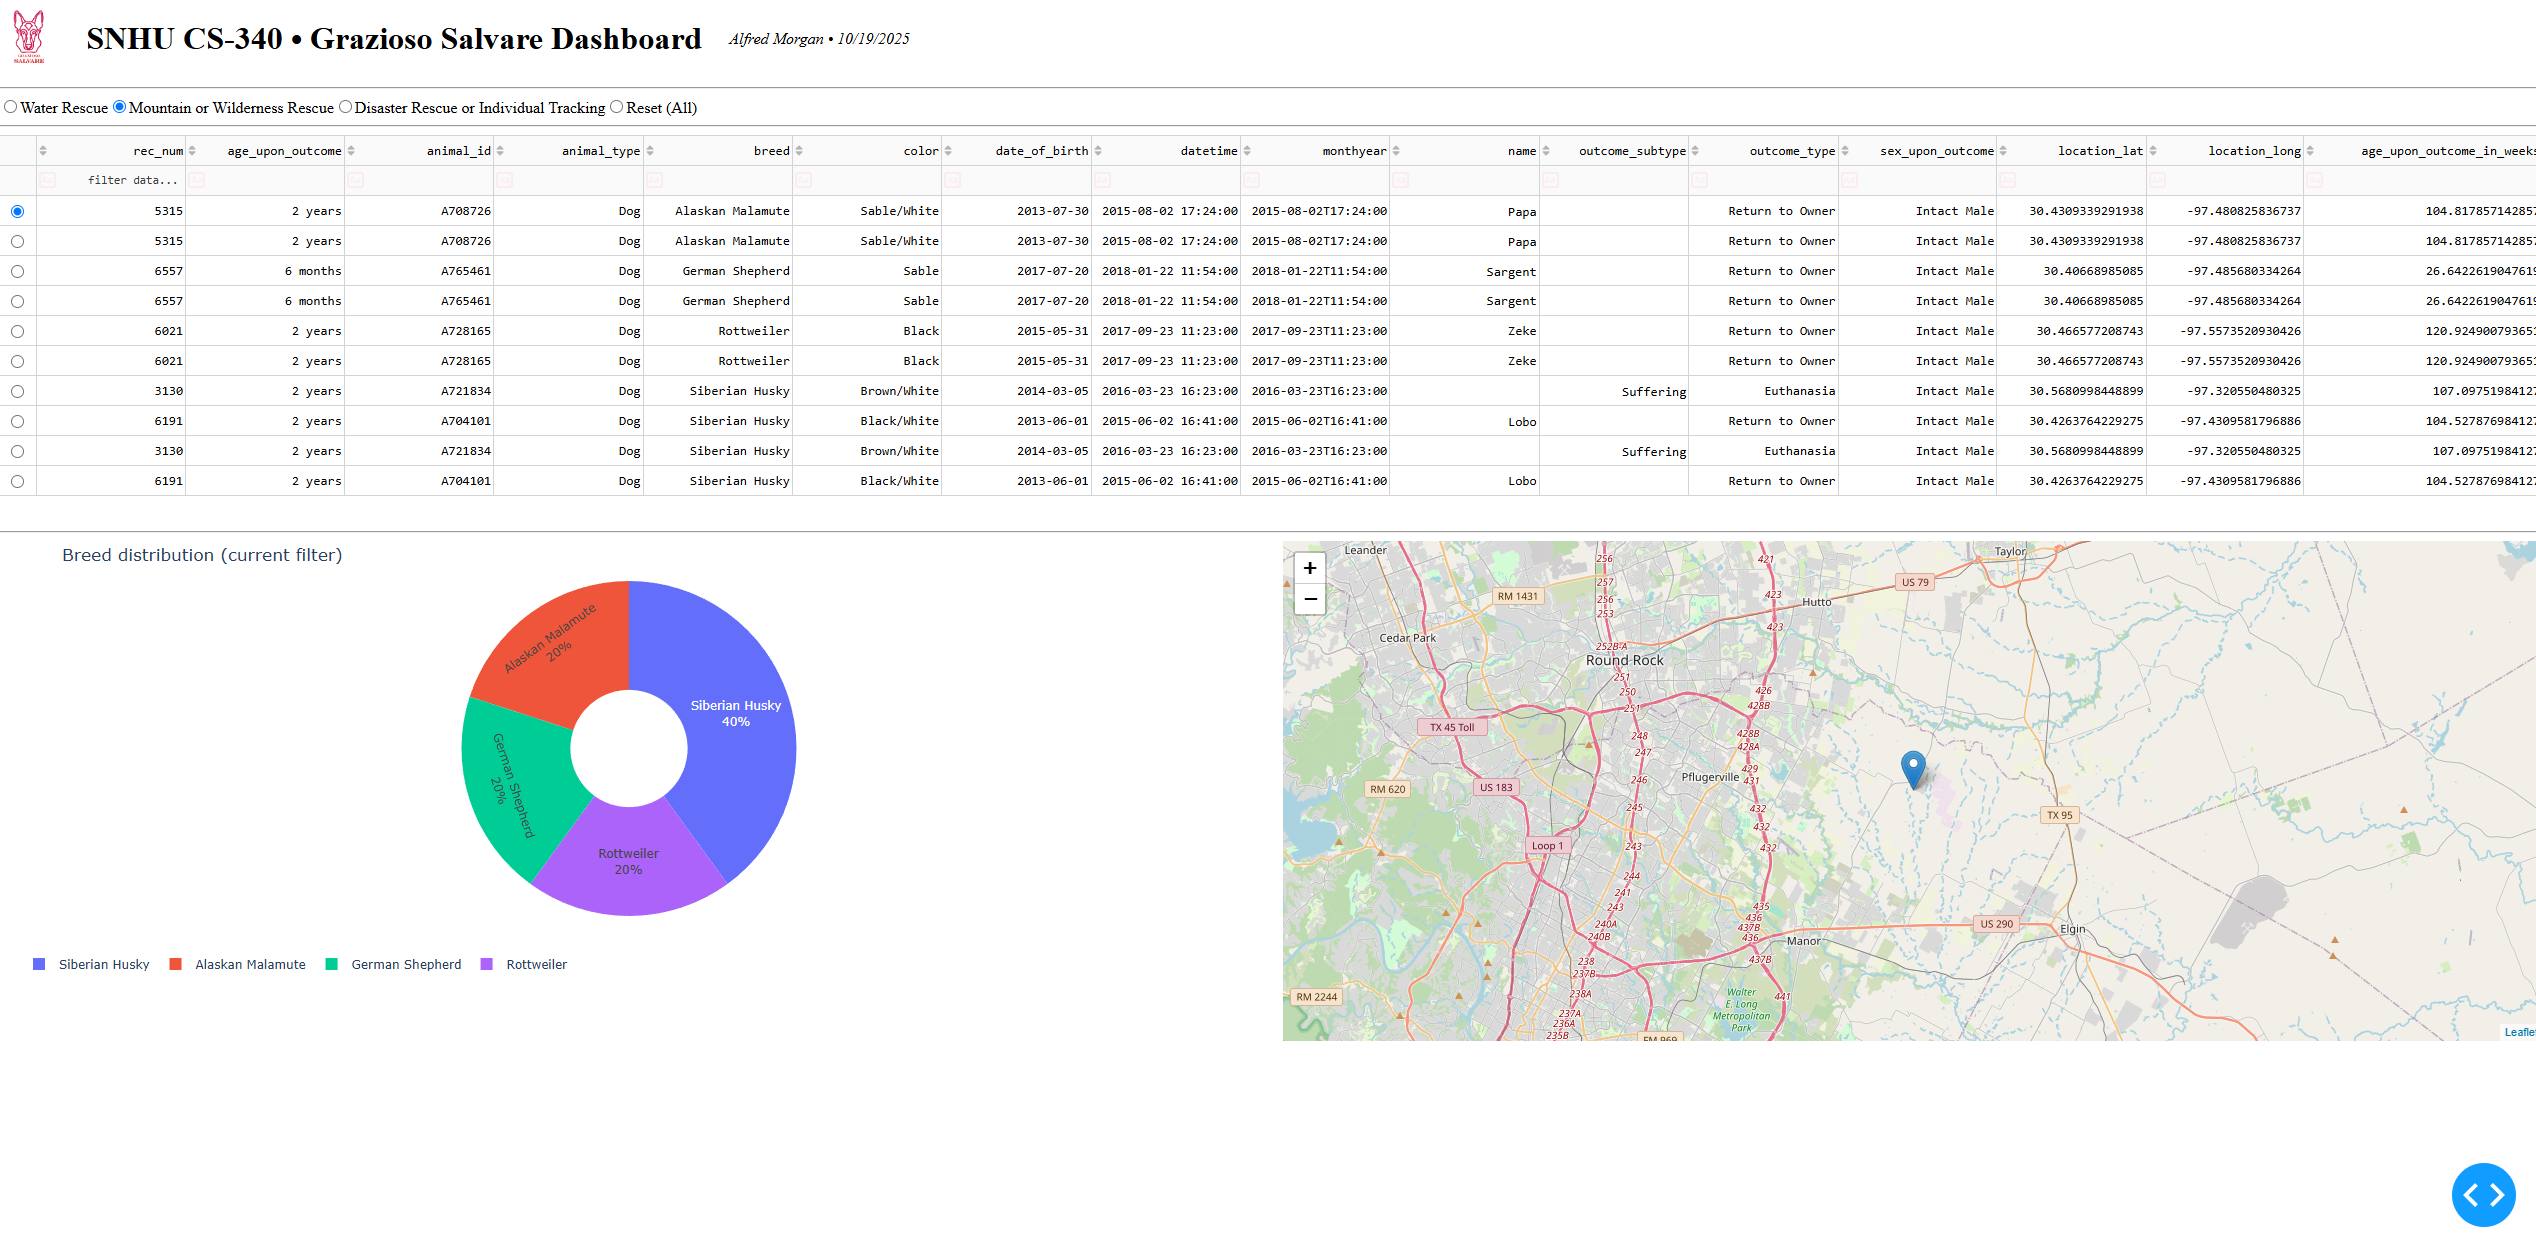 SALVARE
SNHU CS-340 • Grazioso Salvare Dashboard Alfred Morgan • 10/19/2025
Water Rescue Mountain or Wilderness Rescue Disaster Rescue or Individual Tracking Reset (All)
rec_num age_upon_outcome animal_id animal_type breed color date_of_birth datetime monthyear name outcome_subtype outcome_type sex_upon_outcome location_lat location_long age_upon_outcome_in_weeks
filter data...
5315 2 years A708726 Dog Alaskan Malamute Sable/White 2013-07-30 2015-08-02 17:24:00 2015-08-02T17:24:00 Papa Return to Owner Intact Male 30.4309339291938 -97.480825836737 104.817857142857
5315 2 years A708726 Dog Alaskan Malamute Sable/White 2013-07-30 2015-08-02 17:24:00 2015-08-02T17:24:00 Papa Return to Owner Intact Male 30.4309339291938 -97.480825836737 104.817857142857
6557 6 months A765461 Dog German Shepherd Sable 2017-07-20 2018-01-22 11:54:00 2018-01-22T11:54:00 Sargent Return to Owner Intact Male 30.40668985085 -97.485680334264 26.6422619047619
6557 6 months A765461 Dog German Shepherd Sable 2017-07-20 2018-01-22 11:54:00 2018-01-22T11:54:00 Sargent Return to Owner Intact Male 30.40668985085 -97.485680334264 26.6422619047619
6021 2 years A728165 Dog Rottweiler Black 2015-05-31 2017-09-23 11:23:00 2017-09-23T11:23:00 Zeke Return to Owner Intact Male 30.466577208743 -97.5573520930426 120.924900793651
6021 2 years A728165 Dog Rottweiler Black 2015-05-31 2017-09-23 11:23:00 2017-09-23T11:23:00 Zeke Return to Owner Intact Male 30.466577208743 -97.5573520930426 120.924900793651
3130 2 years A721834 Dog Siberian Husky Brown/White 2014-03-05 2016-03-23 16:23:00 2016-03-23T16:23:00 Suffering Euthanasia Intact Male 30.5680998448899 -97.320550480325 107.09751984127
6191 2 years A704101 Dog Siberian Husky Black/White 2013-06-01 2015-06-02 16:41:00 2015-06-02T16:41:00 Lobo Return to Owner Intact Male 30.4263764229275 -97.4309581796886 104.527876984127
3130 2 years A721834 Dog Siberian Husky Brown/White 2014-03-05 2016-03-23 16:23:00 2016-03-23T16:23:00 Suffering Euthanasia Intact Male 30.5680998448899 -97.320550480325 107.09751984127
6191 2 years A704101 Dog Siberian Husky Black/White 2013-06-01 2015-06-02 16:41:00 2015-06-02T16:41:00 Lobo Return to Owner Intact Male 30.4263764229275 -97.4309581796886 104.527876984127
Breed distribution (current filter)
Alaskan Malamute
20%
Siberian Husky
40%
German Shepherd
20%
Rottweiler
20%
Siberian Husky Alaskan Malamute German Shepherd Rottweiler
+
−
Leander
256
421
Taylor
257
US 79
RM 1431
423
256
Hutto
253
423
Cedar Park
252B-A
Round Rock
251
250
426
428B
251
TX 45 Toll
248
428B
428A
247
429
Pflugerville
431
246
US 183
RM 620
245
432
TX 95
432
243
Loop 1
432
244
241
243
435
436
240A
437B
US 290
240B
436
Elgin
Manor
238
437B
237B
238A
RM 2244
441
Walter
E. Long
Metropolitan
Park
237A
236A
235B
FM 969
Leafle